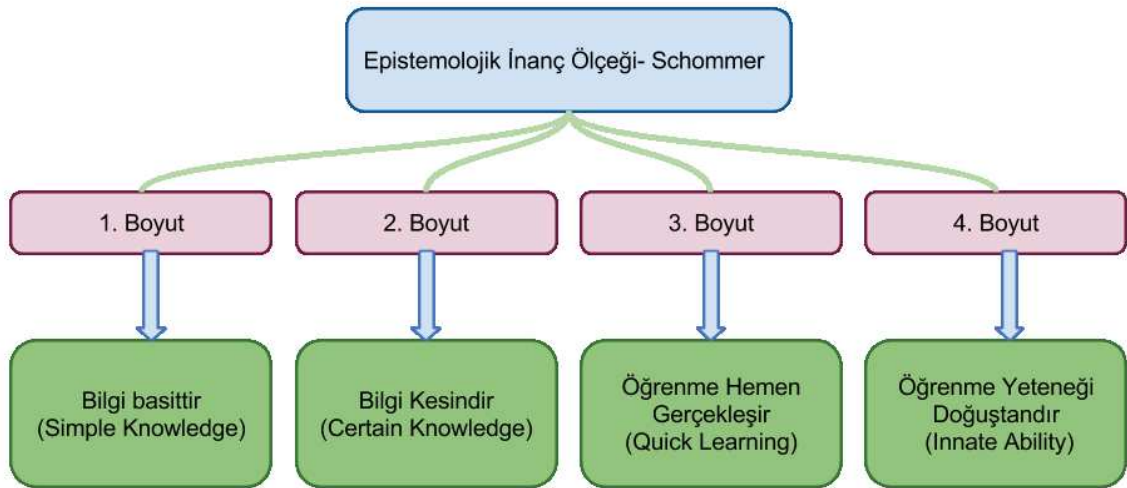 Epistemolojik İnanç Ölçeği- Schommer
1. Boyut
2. Boyut
3. Boyut
4. Boyut
Bilgi basittir
(Simple Knowledge)
Bilgi Kesindir
(Certain Knowledge)
Öğrenme Hemen
Gerçekleşir
(Quick Learning)
Öğrenme Yeteneği
Doğuştandır
(Innate Ability)